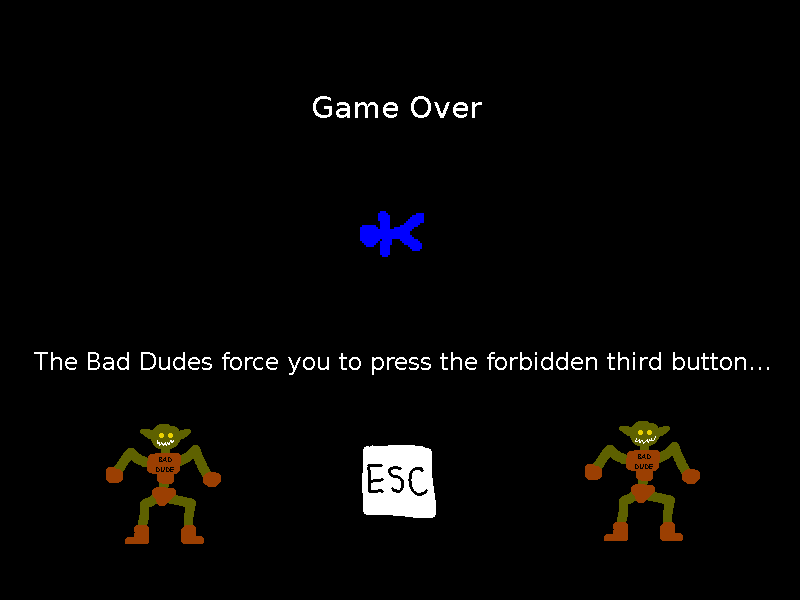 Game Over
The Bad Dudes force you to press the forbidden third button...
BAD
DUDE
ESC
BAD
DUDE